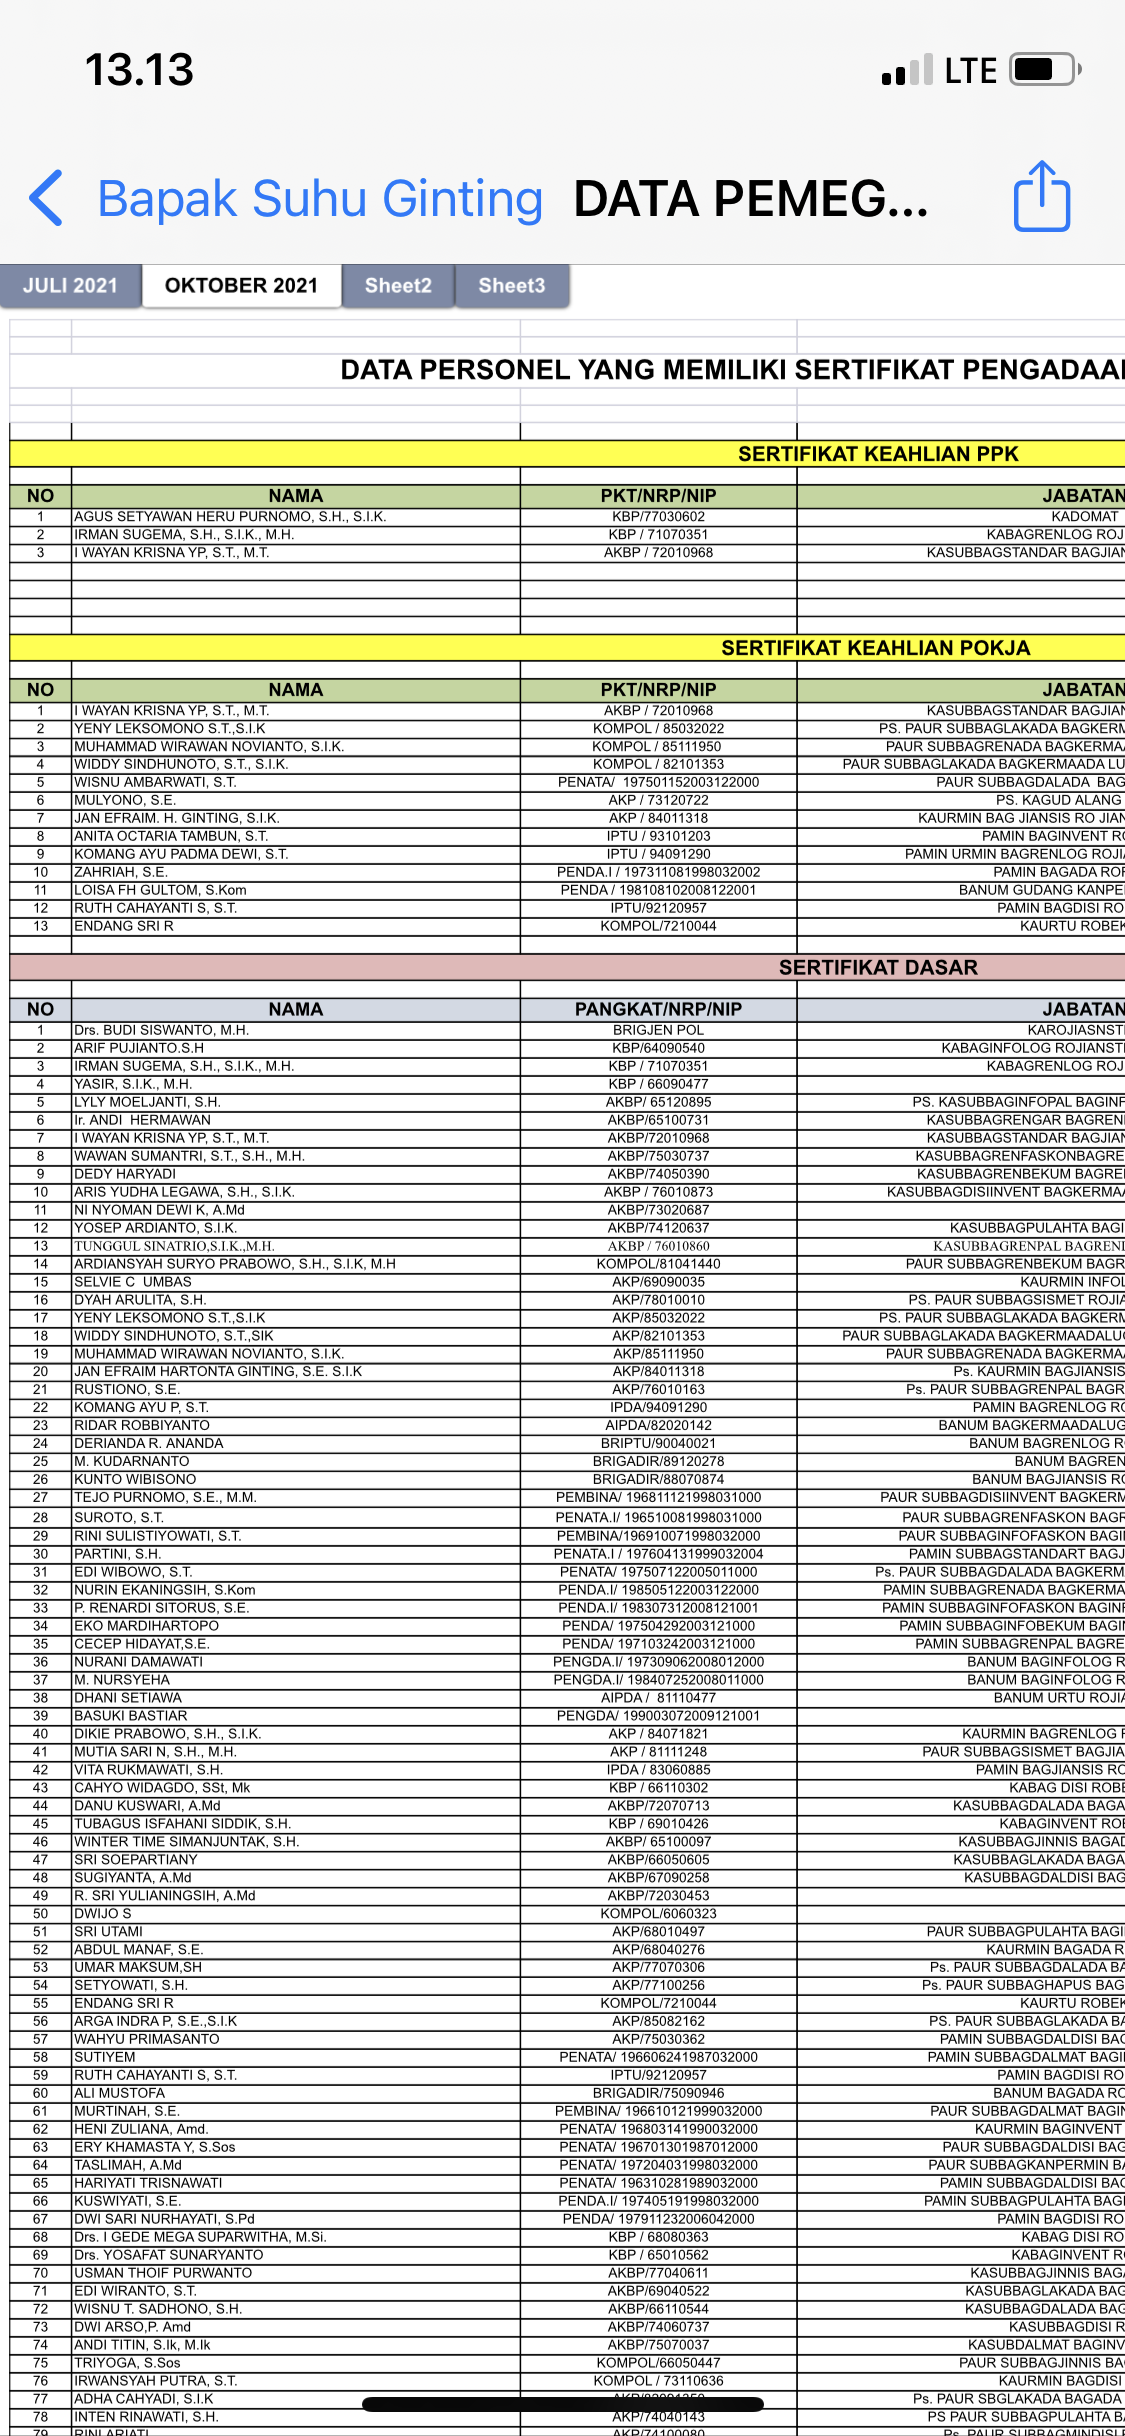 13.13 LTE
Bapak Suhu Ginting DATA PEMEG...
JULI 2021 OKTOBER 2021 Sheet2 Sheet3
DATA PERSONEL YANG MEMILIKI SERTIFIKAT PENGADAA
SERTIFIKAT KEAHLIAN PPK
NO NAMA PKT/NRP/NIP JABATAN
1 AGUS SETYAWAN HERU PURNOMO, S.H., S.I.K. KBP/77030602 KADOMAT
2 IRMAN SUGEMA, S.H., S.I.K., M.H. KBP / 71070351 KABAGRENLOG ROJ
3 I WAYAN KRISNA YP, S.T., M.T. AKBP / 72010968 KASUBBAGSTANDAR BAGJIAN
SERTIFIKAT KEAHLIAN POKJA
NO NAMA PKT/NRP/NIP JABATAN
1 I WAYAN KRISNA YP, S.T., M.T. AKBP / 72010968 KASUBBAGSTANDAR BAGJIAN
2 YENY LEKSOMONO S.T.,S.I.K KOMPOL / 85032022 PS. PAUR SUBBAGLAKADA BAGKERM
3 MUHAMMAD WIRAWAN NOVIANTO, S.I.K. KOMPOL / 85111950 PAUR SUBBAGRENADA BAGKERMAA
4 WIDDY SINDHUNOTO, S.T., S.I.K. KOMPOL / 82101353 PAUR SUBBAGLAKADA BAGKERMAADA LU
5 WISNU AMBARWATI, S.T. PENATA/ 197501152003122000 PAUR SUBBAGDALADA BAG
6 MULYONO, S.E. AKP / 73120722 PS. KAGUD ALANG
7 JAN EFRAIM. H. GINTING, S.I.K. AKP / 84011318 KAURMIN BAG JIANSIS RO JIAN
8 ANITA OCTARIA TAMBUN, S.T. IPTU / 93101203 PAMIN BAGINVENT RO
9 KOMANG AYU PADMA DEWI, S.T. IPTU / 94091290 PAMIN URMIN BAGRENLOG ROJIA
10 ZAHRIAH, S.E. PENDA.I / 197311081998032002 PAMIN BAGADA ROF
11 LOISA FH GULTOM, S.Kom PENDA / 198108102008122001 BANUM GUDANG KANPE
12 RUTH CAHAYANTI S, S.T. IPTU/92120957 PAMIN BAGDISI RO
13 ENDANG SRI R KOMPOL/7210044 KAURTU ROBEK
SERTIFIKAT DASAR
NO NAMA PANGKAT/NRP/NIP JABATAN
1 Drs. BUDI SISWANTO, M.H. BRIGJEN POL KAROJIASNST
2 ARIF PUJIANTO.S.H KBP/64090540 KABAGINFOLOG ROJIANST
3 IRMAN SUGEMA, S.H., S.I.K., M.H. KBP / 71070351 KABAGRENLOG ROJ
4 YASIR, S.I.K., M.H. KBP / 66090477
5 LYLY MOELJANTI, S.H. AKBP/ 65120895 PS. KASUBBAGINFOPAL BAGINF
6 Ir. ANDI HERMAWAN AKBP/65100731 KASUBBAGRENGAR BAGREN
7 I WAYAN KRISNA YP, S.T., M.T. AKBP/72010968 KASUBBAGSTANDAR BAGJIAN
8 WAWAN SUMANTRI, S.T., S.H., M.H. AKBP/75030737 KASUBBAGRENFASKONBAGRE
9 DEDY HARYADI AKBP/74050390 KASUBBAGRENBEKUM BAGRE
10 ARIS YUDHA LEGAWA, S.H., S.I.K. AKBP / 76010873 KASUBBAGDISIINVENT BAGKERMAA
11 NI NYOMAN DEWI K, A.Md AKBP/73020687
12 YOSEP ARDIANTO, S.I.K. AKBP/74120637 KASUBBAGPULAHTA BAGI
13 TUNGGUL SINATRIO,S.I.K.,M.H. AKBP / 76010860 KASUBBAGRENPAL BAGRENL
14 ARDIANSYAH SURYO PRABOWO, S.H., S.I.K, M.H KOMPOL/81041440 PAUR SUBBAGRENBEKUM BAGR
15 SELVIE C UMBAS AKP/69090035 KAURMIN INFOL
16 DYAH ARULITA, S.H. AKP/78010010 PS. PAUR SUBBAGSISMET ROJIA
17 YENY LEKSOMONO S.T.,S.I.K AKP/85032022 PS. PAUR SUBBAGLAKADA BAGKERM
18 WIDDY SINDHUNOTO, S.T.,SIK AKP/82101353 PAUR SUBBAGLAKADA BAGKERMAADALUG
19 MUHAMMAD WIRAWAN NOVIANTO, S.I.K. AKP/85111950 PAUR SUBBAGRENADA BAGKERMAA
20 JAN EFRAIM HARTONTA GINTING, S.E. S.I.K AKP/84011318 Ps. KAURMIN BAGJIANSIS
21 RUSTIONO, S.E. AKP/76010163 Ps. PAUR SUBBAGRENPAL BAGR
22 KOMANG AYU P, S.T. IPDA/94091290 PAMIN BAGRENLOG RO
23 RIDAR ROBBIYANTO AIPDA/82020142 BANUM BAGKERMAADALUG
24 DERIANDA R. ANANDA BRIPTU/90040021 BANUM BAGRENLOG R
25 M. KUDARNANTO BRIGADIR/89120278 BANUM BAGREN
26 KUNTO WIBISONO BRIGADIR/88070874 BANUM BAGJIANSIS RO
27 TEJO PURNOMO, S.E., M.M. PEMBINA/ 196811121998031000 PAUR SUBBAGDISIINVENT BAGKERM
28 SUROTO, S.T. PENATA.I/ 196510081998031000 PAUR SUBBAGRENFASKON BAGR
29 RINI SULISTIYOWATI, S.T. PEMBINA/196910071998032000 PAUR SUBBAGINFOFASKON BAGI
30 PARTINI, S.H. PENATA.I / 197604131999032004 PAMIN SUBBAGSTANDART BAGJ
31 EDI WIBOWO, S.T. PENATA/ 197507122005011000 Ps. PAUR SUBBAGDALADA BAGKERM
32 NURIN EKANINGSIH, S.Kom PENDA.I/ 198505122003122000 PAMIN SUBBAGRENADA BAGKERMA
33 P. RENARDI SITORUS, S.E. PENDA.I/ 198307312008121001 PAMIN SUBBAGINFOFASKON BAGINF
34 EKO MARDIHARTOPO PENDA/ 197504292003121000 PAMIN SUBBAGINFOBEKUM BAGIN
35 CECEP HIDAYAT,S.E. PENDA/ 197103242003121000 PAMIN SUBBAGRENPAL BAGRE
36 NURANI DAMAWATI PENGDA.I/ 197309062008012000 BANUM BAGINFOLOG R
37 M. NURSYEHA PENGDA.I/ 198407252008011000 BANUM BAGINFOLOG R
38 DHANI SETIAWA AIPDA / 81110477 BANUM URTU ROJIA
39 BASUKI BASTIAR PENGDA/ 199003072009121001
40 DIKIE PRABOWO, S.H., S.I.K. AKP / 84071821 KAURMIN BAGRENLOG F
41 MUTIA SARI N, S.H., M.H. AKP / 81111248 PAUR SUBBAGSISMET BAGJIA
42 VITA RUKMAWATI, S.H. IPDA / 83060885 PAMIN BAGJIANSIS RO
43 CAHYO WIDAGDO, SSt, Mk KBP / 66110302 KABAG DISI ROBE
44 DANU KUSWARI, A.Md AKBP/72070713 KASUBBAGDALADA BAGA
45 TUBAGUS ISFAHANI SIDDIK, S.H. KBP / 69010426 KABAGINVENT ROB
46 WINTER TIME SIMANJUNTAK, S.H. AKBP/ 65100097 KASUBBAGJINNIS BAGAD
47 SRI SOEPARTIANY AKBP/66050605 KASUBBAGLAKADA BAGA
48 SUGIYANTA, A.Md AKBP/67090258 KASUBBAGDALDISI BAG
49 R. SRI YULIANINGSIH, A.Md AKBP/72030453
50 DWIJO S KOMPOL/6060323
51 SRI UTAMI AKP/68010497 PAUR SUBBAGPULAHTA BAGI
52 ABDUL MANAF, S.E. AKP/68040276 KAURMIN BAGADA R
53 UMAR MAKSUM,SH AKP/77070306 Ps. PAUR SUBBAGDALADA BA
54 SETYOWATI, S.H. AKP/77100256 Ps. PAUR SUBBAGHAPUS BAG
55 ENDANG SRI R KOMPOL/7210044 KAURTU ROBEK
56 ARGA INDRA P, S.E.,S.I.K AKP/85082162 PS. PAUR SUBBAGLAKADA BA
57 WAHYU PRIMASANTO AKP/75030362 PAMIN SUBBAGDALDISI BAG
58 SUTIYEM PENATA/ 196606241987032000 PAMIN SUBBAGDALMAT BAGI
59 RUTH CAHAYANTI S, S.T. IPTU/92120957 PAMIN BAGDISI RO
60 ALI MUSTOFA BRIGADIR/75090946 BANUM BAGADA RO
61 MURTINAH, S.E. PEMBINA/ 196610121999032000 PAUR SUBBAGDALMAT BAGIN
62 HENI ZULIANA, Amd. PENATA/ 196803141990032000 KAURMIN BAGINVENT
63 ERY KHAMASTA Y, S.Sos PENATA/ 196701301987012000 PAUR SUBBAGDALDISI BAG
64 TASLIMAH, A.Md PENATA/ 197204031998032000 PAUR SUBBAGKANPERMIN BA
65 HARIYATI TRISNAWATI PENATA/ 196310281989032000 PAMIN SUBBAGDALDISI BAG
66 KUSWIYATI, S.E. PENDA.I/ 197405191998032000 PAMIN SUBBAGPULAHTA BAGI
67 DWI SARI NURHAYATI, S.Pd PENDA/ 197911232006042000 PAMIN BAGDISI RO
68 Drs. I GEDE MEGA SUPARWITHA, M.Si. KBP / 68080363 KABAG DISI RO
69 Drs. YOSAFAT SUNARYANTO KBP / 65010562 KABAGINVENT RO
70 USMAN THOIF PURWANTO AKBP/77040611 KASUBBAGJINNIS BAGA
71 EDI WIRANTO, S.T. AKBP/69040522 KASUBBAGLAKADA BAG
72 WISNU T. SADHONO, S.H. AKBP/66110544 KASUBBAGDALADA BAG
73 DWI ARSO,P. Amd AKBP/74060737 KASUBBAGDISI R
74 ANDI TITIN, S.Ik, M.Ik AKBP/75070037 KASUBDALMAT BAGINV
75 TRIYOGA, S.Sos KOMPOL/66050447 PAUR SUBBAGJINNIS BA
76 IRWANSYAH PUTRA, S.T. KOMPOL / 73110636 KAURMIN BAGDISI
77 ADHA CAHYADI, S.I.K Ps. PAUR SBGLAKADA BAGADA
78 INTEN RINAWATI, S.H. AKP/74040143 PS PAUR SUBBAGPULAHTA BA
79 RINI ARIATI AKP/74100080 Ps. PAUR SUBBAGMINDISI